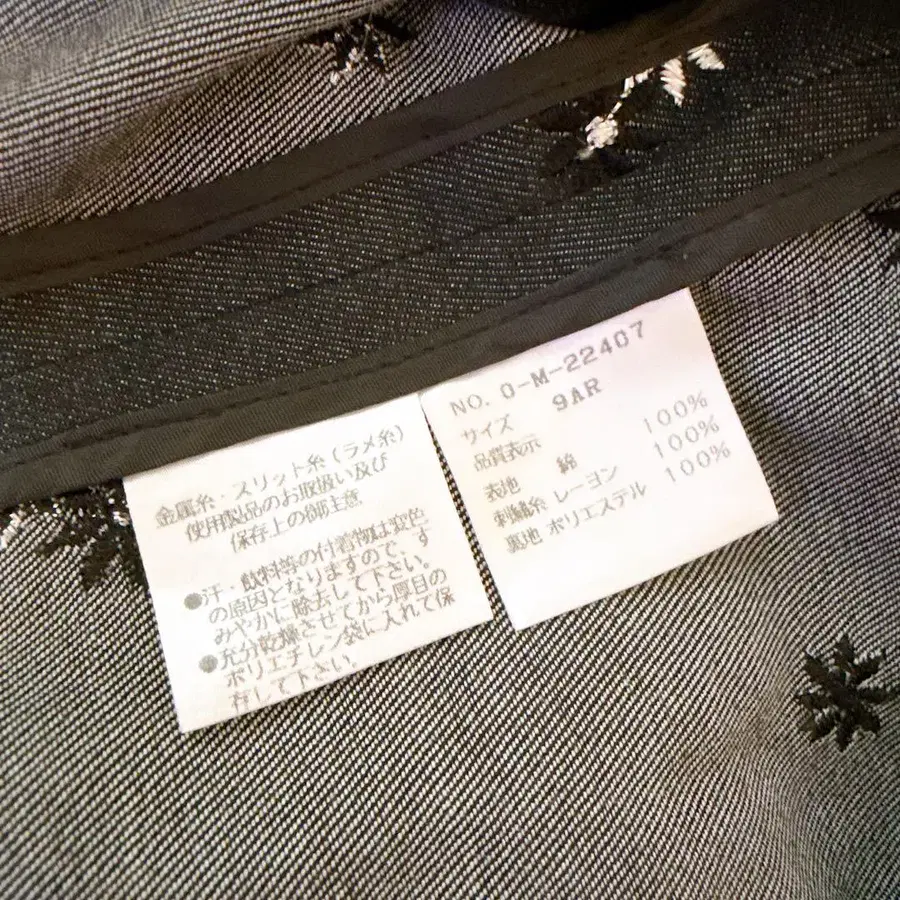 金属糸・スリット糸(ラメ糸)
使用製品のお取扱い及び
保存上の御注意
●汗・飲料等の付着物は変色
の原因となりますので、す
みやかに除去して下さい。
●充分乾燥させてから厚目の
ポリエチレン袋に入れて保
存して下さい。
NO. 0-M-22407
サイズ 9AR
品質表示
表地 綿 100%
刺繍糸 レーヨン 100%
裏地 ポリエステル 100%